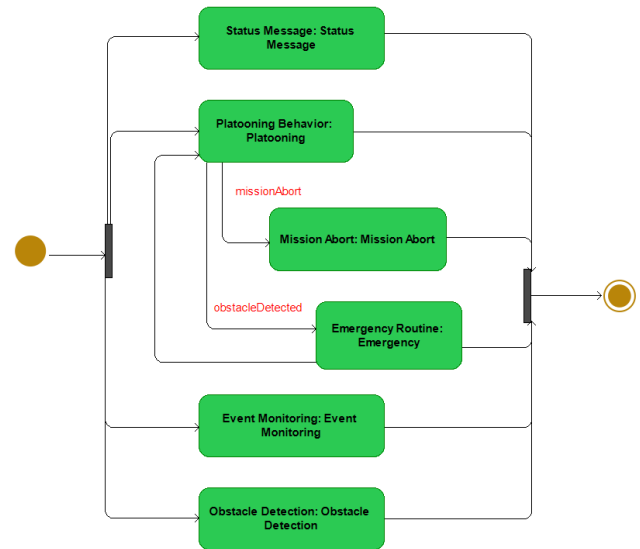 Status Message: Status
Message
Platooning Behavior:
Platooning
missionAbort
Mission Abort: Mission Abort
obstacleDetected
Emergency Routine:
Emergency
Event Monitoring: Event
Monitoring
Obstacle Detection: Obstacle
Detection